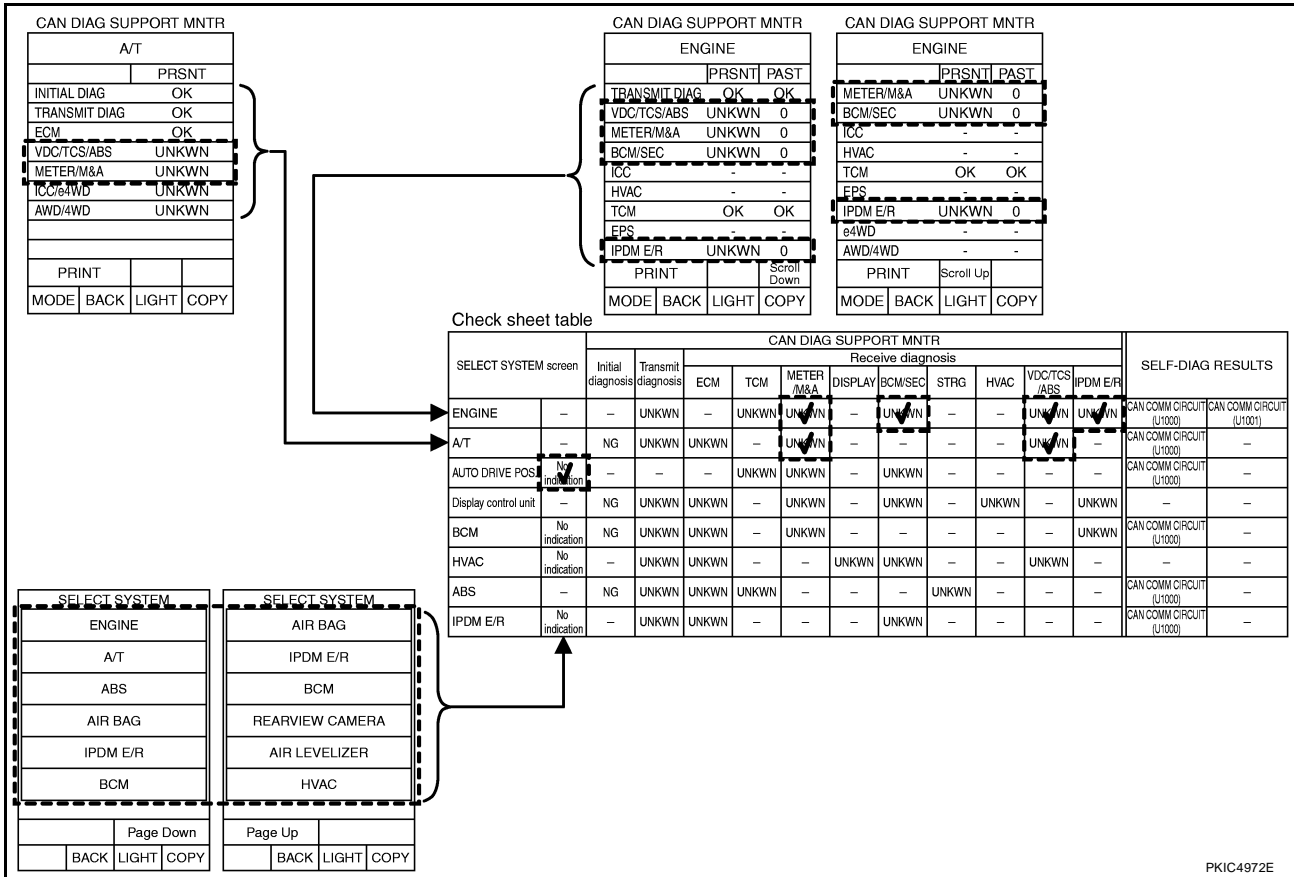 CAN DIAG SUPPORT MNTR
A/T
PRSNT
INITIAL DIAG OK
TRANSMIT DIAG OK
ECM OK
VDC/TCS/ABS UNKWN
METER/M&A UNKWN
ICC/e4WD UNKWN
AWD/4WD UNKWN
PRINT
MODE BACK LIGHT COPY
CAN DIAG SUPPORT MNTR
ENGINE
PRSNT PAST
TRANSMIT DIAG OK OK
VDC/TCS/ABS UNKWN 0
METER/M&A UNKWN 0
BCM/SEC UNKWN 0
ICC - -
HVAC - -
TCM OK OK
EPS - -
IPDM E/R UNKWN 0
PRINT Scroll Down
MODE BACK LIGHT COPY
CAN DIAG SUPPORT MNTR
ENGINE
PRSNT PAST
METER/M&A UNKWN 0
BCM/SEC UNKWN 0
ICC - -
HVAC - -
TCM OK OK
EPS - -
IPDM E/R UNKWN 0
e4WD - -
AWD/4WD - -
PRINT Scroll Up
MODE BACK LIGHT COPY
Check sheet table
SELECT SYSTEM screen
CAN DIAG SUPPORT MNTR
SELF-DIAG RESULTS
Initial diagnosis
Transmit diagnosis
Receive diagnosis
ECM TCM METER/M&A DISPLAY BCM/SEC STRG HVAC VDC/TCS/ABS IPDM E/R
ENGINE – – UNKWN – UNKWN UNKWN – UNKWN – – UNKWN UNKWN CAN COMM CIRCUIT (U1000) CAN COMM CIRCUIT (U1001)
A/T – NG UNKWN UNKWN – UNKWN – – – – UNKWN – CAN COMM CIRCUIT (U1000) –
AUTO DRIVE POS. No indication – – – UNKWN UNKWN – UNKWN – – – – CAN COMM CIRCUIT (U1000) –
Display control unit – NG UNKWN UNKWN – UNKWN – UNKWN – UNKWN – UNKWN – –
BCM No indication NG UNKWN UNKWN – UNKWN – – – – – UNKWN CAN COMM CIRCUIT (U1000) –
HVAC No indication – UNKWN UNKWN – – UNKWN UNKWN – – UNKWN – – –
ABS – NG UNKWN UNKWN UNKWN – – – UNKWN – – – CAN COMM CIRCUIT (U1000) –
IPDM E/R No indication – UNKWN UNKWN – – – UNKWN – – – – CAN COMM CIRCUIT (U1000) –
SELECT SYSTEM
ENGINE
A/T
ABS
AIR BAG
IPDM E/R
BCM
Page Down
BACK LIGHT COPY
SELECT SYSTEM
AIR BAG
IPDM E/R
BCM
REARVIEW CAMERA
AIR LEVELIZER
HVAC
Page Up
BACK LIGHT COPY
PKIC4972E